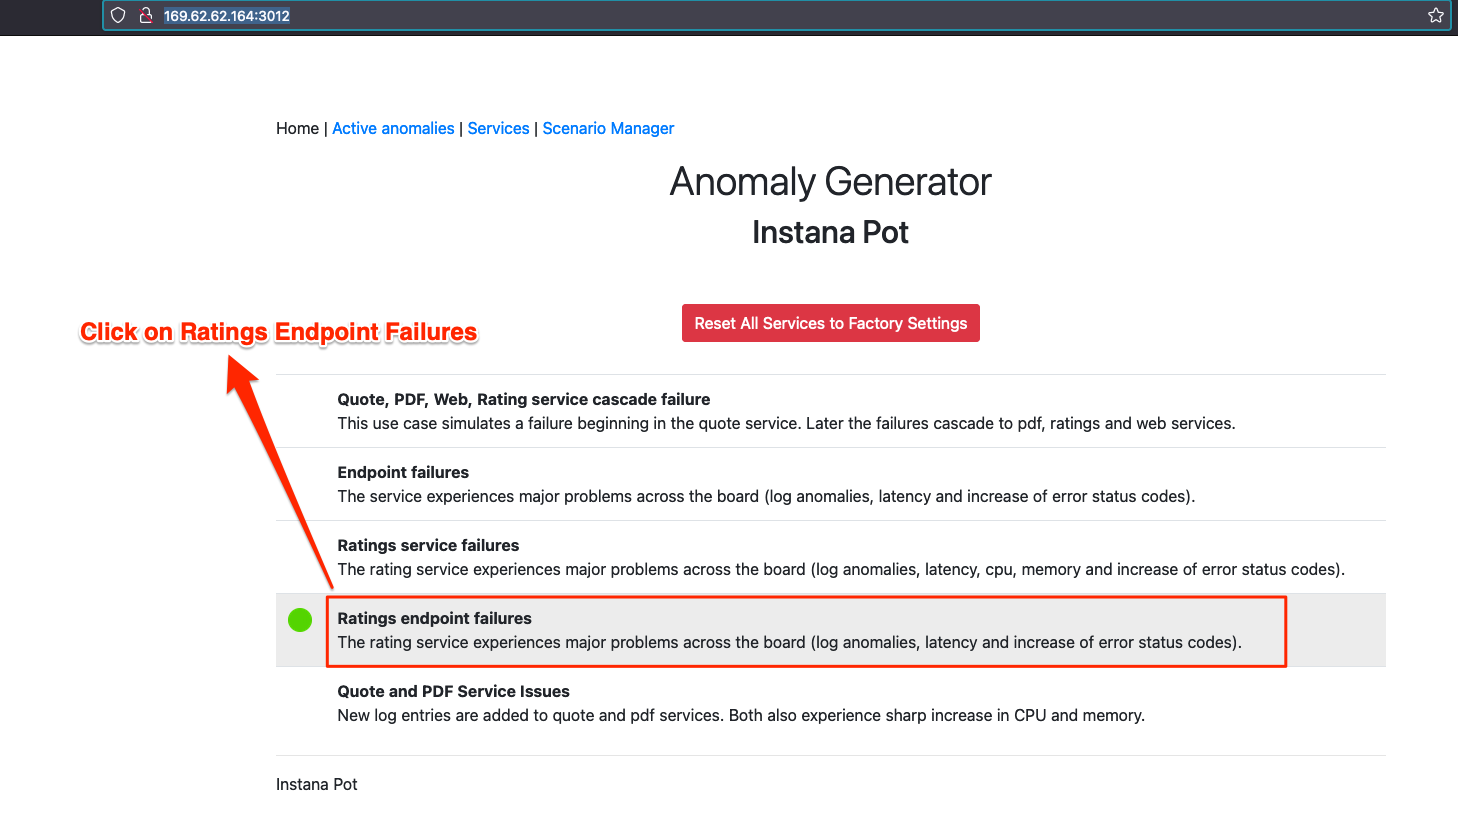 169.62.62.164:3012
Home | Active anomalies | Services | Scenario Manager
Anomaly Generator
Instana Pot
Reset All Services to Factory Settings
Click on Ratings Endpoint Failures
Quote, PDF, Web, Rating service cascade failure
This use case simulates a failure beginning in the quote service. Later the failures cascade to pdf, ratings and web services.
Endpoint failures
The service experiences major problems across the board (log anomalies, latency and increase of error status codes).
Ratings service failures
The rating service experiences major problems across the board (log anomalies, latency, cpu, memory and increase of error status codes).
Ratings endpoint failures
The rating service experiences major problems across the board (log anomalies, latency and increase of error status codes).
Quote and PDF Service Issues
New log entries are added to quote and pdf services. Both also experience sharp increase in CPU and memory.
Instana Pot